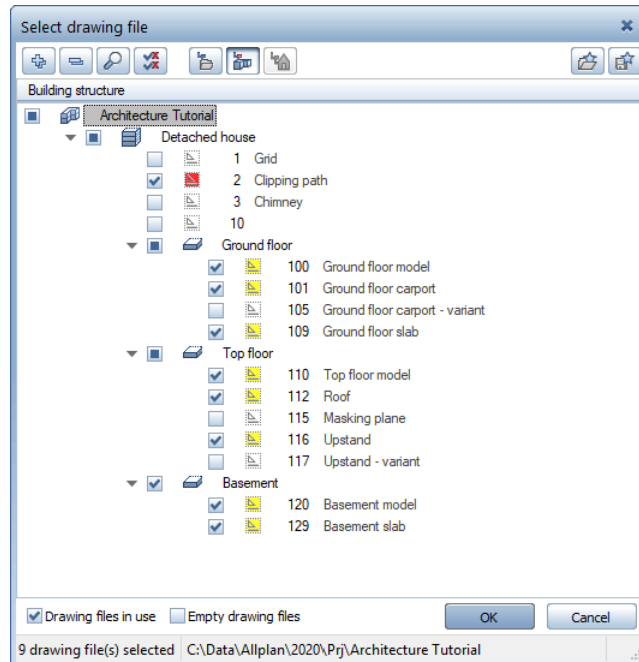 Select drawing file
Building structure
Architecture Tutorial
Detached house
1 Grid
2 Clipping path
3 Chimney
10
Ground floor
100 Ground floor model
101 Ground floor carport
105 Ground floor carport - variant
109 Ground floor slab
Top floor
110 Top floor model
112 Roof
115 Masking plane
116 Upstand
117 Upstand - variant
Basement
120 Basement model
129 Basement slab
Drawing files in use Empty drawing files OK Cancel
9 drawing file(s) selected C:\Data\Allplan\2020\Prj\Architecture Tutorial